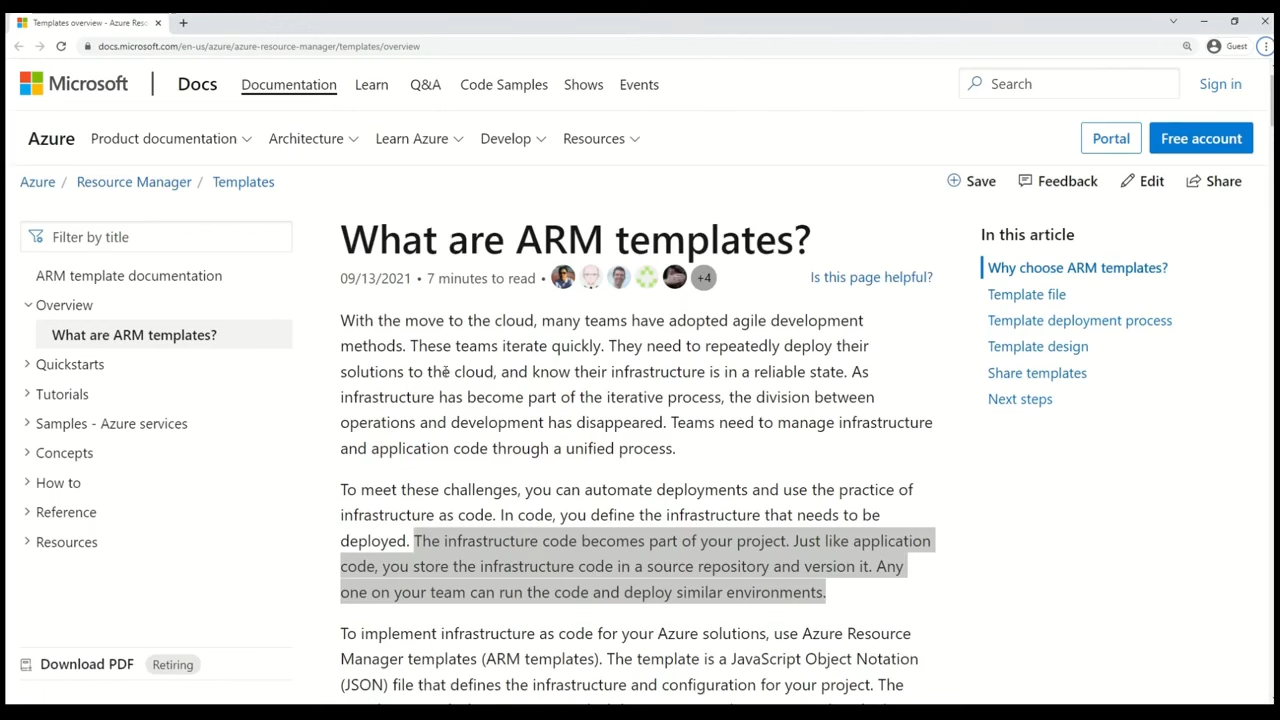 Templates overview - Azure Reso
docs.microsoft.com/en-us/azure/azure-resource-manager/templates/overview
Guest
Microsoft
Docs
Documentation
Learn
Q&A
Code Samples
Shows
Events
Search
Sign in
Azure
Product documentation
Architecture
Learn Azure
Develop
Resources
Portal
Free account
Azure / Resource Manager / Templates
Save
Feedback
Edit
Share
Filter by title
ARM template documentation
Overview
What are ARM templates?
Quickstarts
Tutorials
Samples - Azure services
Concepts
How to
Reference
Resources
Download PDF
Retiring
What are ARM templates?
09/13/2021 • 7 minutes to read •
+4
Is this page helpful?
With the move to the cloud, many teams have adopted agile development
methods. These teams iterate quickly. They need to repeatedly deploy their
solutions to the cloud, and know their infrastructure is in a reliable state. As
infrastructure has become part of the iterative process, the division between
operations and development has disappeared. Teams need to manage infrastructure
and application code through a unified process.
To meet these challenges, you can automate deployments and use the practice of
infrastructure as code. In code, you define the infrastructure that needs to be
deployed. The infrastructure code becomes part of your project. Just like application
code, you store the infrastructure code in a source repository and version it. Any
one on your team can run the code and deploy similar environments.
To implement infrastructure as code for your Azure solutions, use Azure Resource
Manager templates (ARM templates). The template is a JavaScript Object Notation
(JSON) file that defines the infrastructure and configuration for your project. The
In this article
Why choose ARM templates?
Template file
Template deployment process
Template design
Share templates
Next steps